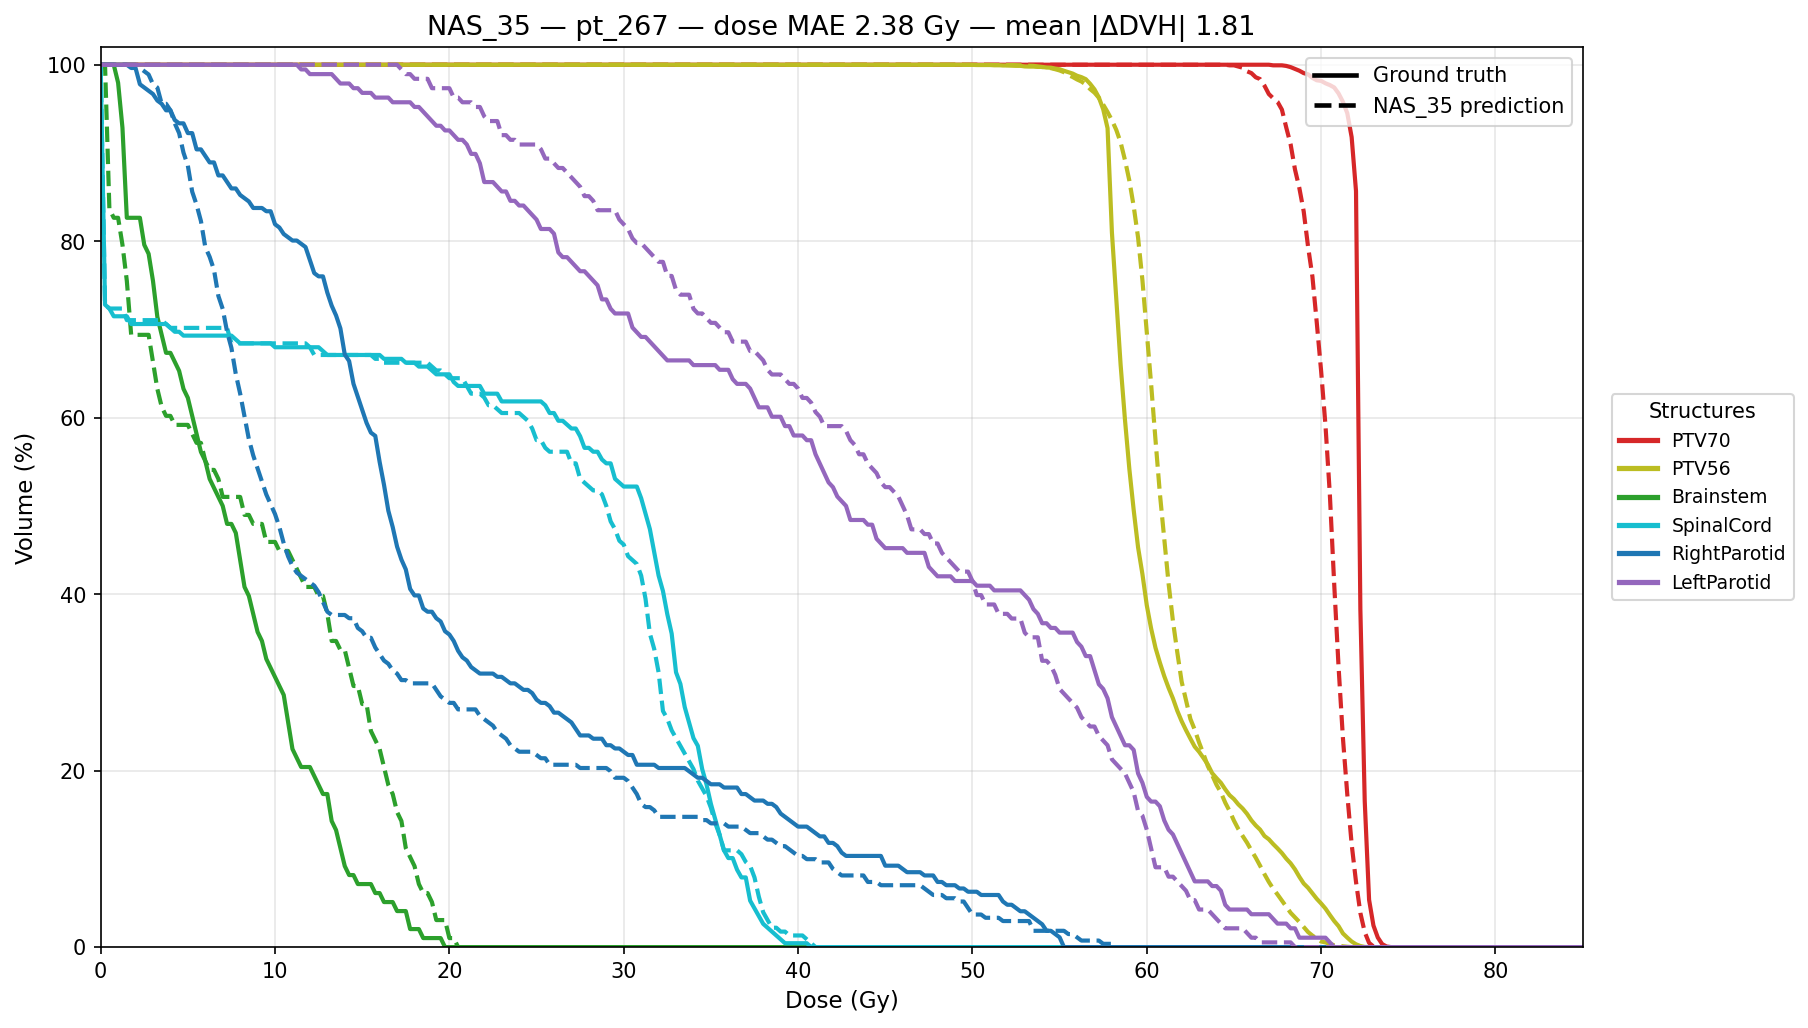 NAS_35 — pt_267 — dose MAE 2.38 Gy — mean |ΔDVH| 1.81
Ground truth
NAS_35 prediction
Volume (%)
100
80
60
40
20
0
0 10 20 30 40 50 60 70 80
Dose (Gy)
Structures
PTV70
PTV56
Brainstem
SpinalCord
RightParotid
LeftParotid